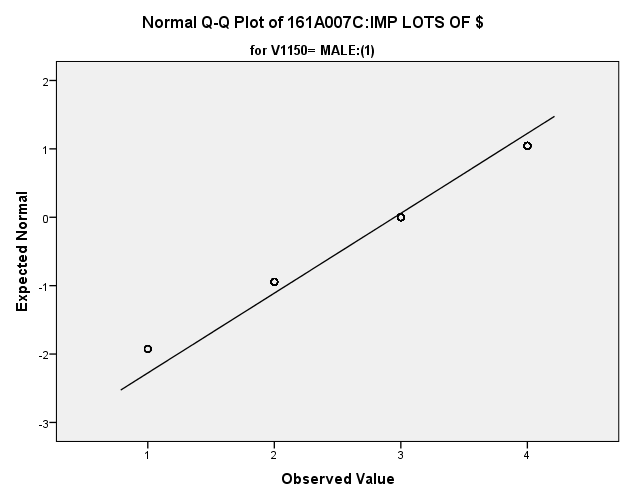 Normal Q-Q Plot of 161A007C:IMP LOTS OF $
for V1150= MALE:(1)
Expected Normal
2
1
0
-1
-2
-3
1 2 3 4
Observed Value